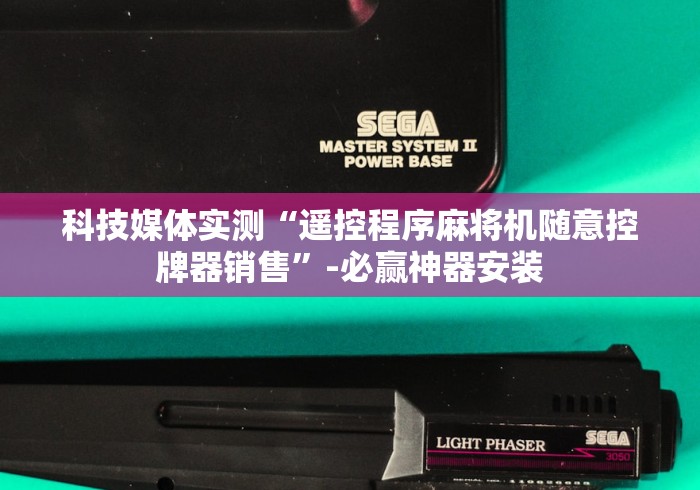 SEGA
MASTER SYSTEM II
POWER BASE
科技媒体实测“遥控程序麻将机随意控
牌器销售”-必赢神器安装
LIGHT PHASER
SEGA
3050